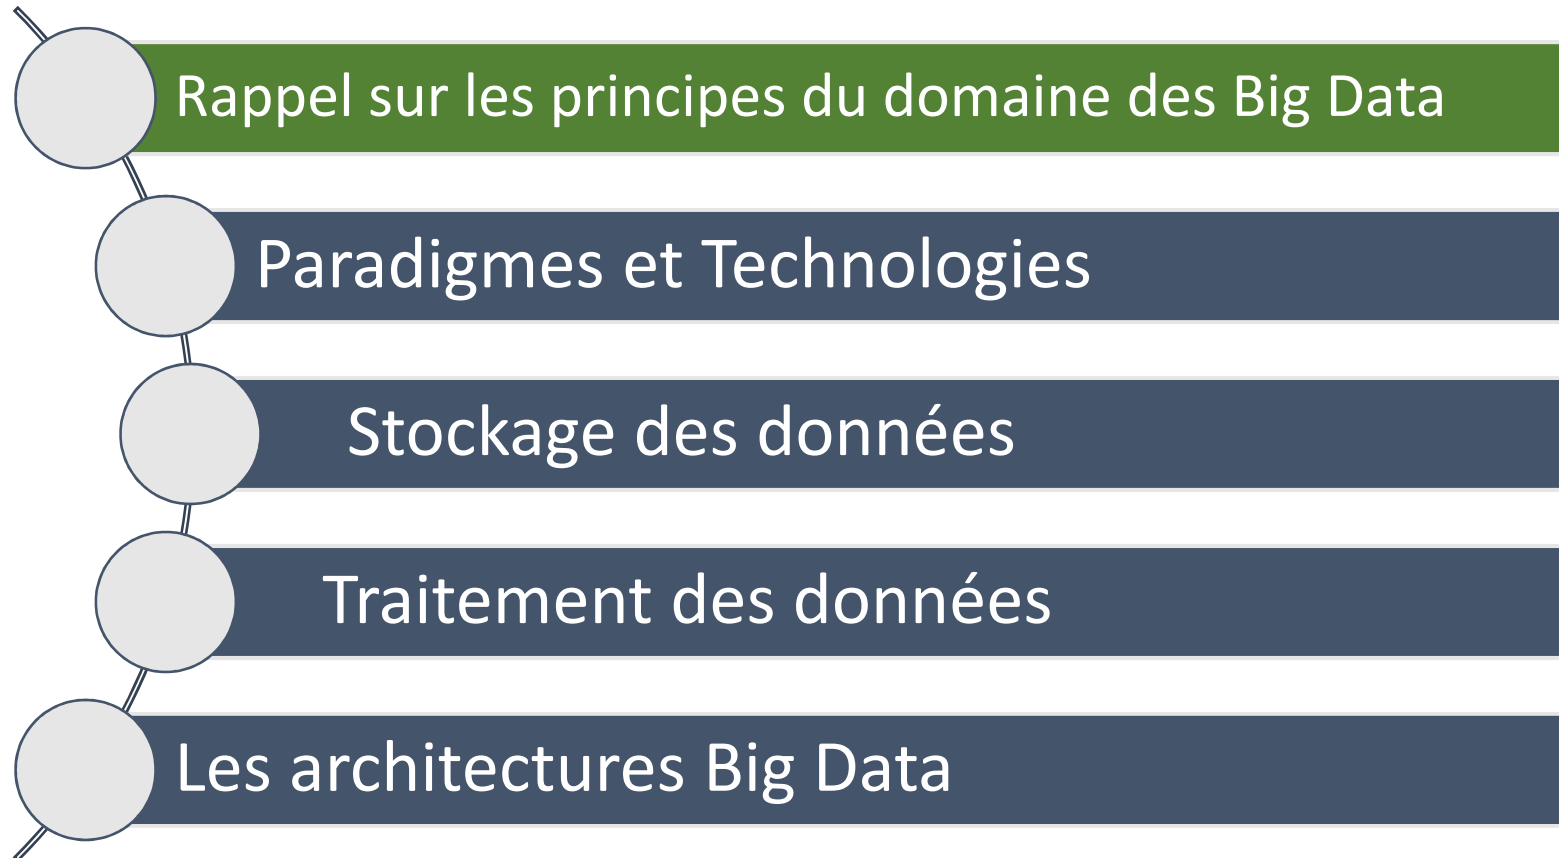 Rappel sur les principes du domaine des Big Data
Paradigmes et Technologies
Stockage des données
Traitement des données
Les architectures Big Data